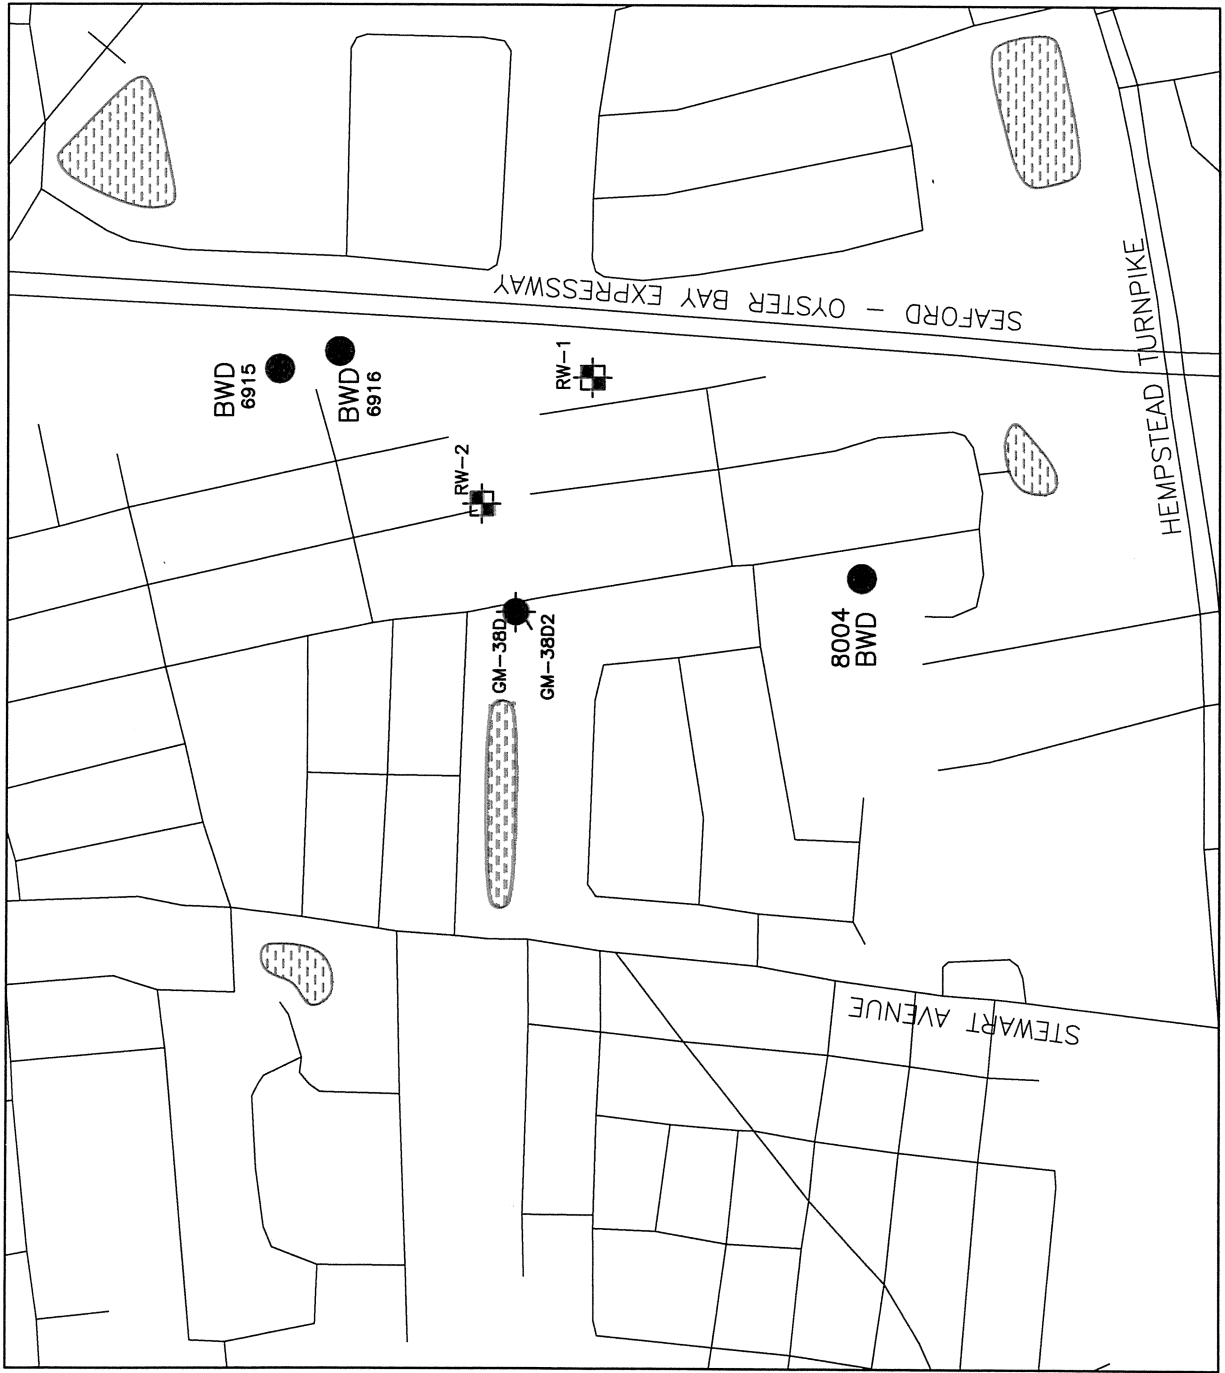 SEAFORD - OYSTER BAY EXPRESSWAY
HEMPSTEAD TURNPIKE
BWD
6915
BWD
6916
RW-1
RW-2
GM-38D
GM-38D2
8004
BWD
STEWART AVENUE